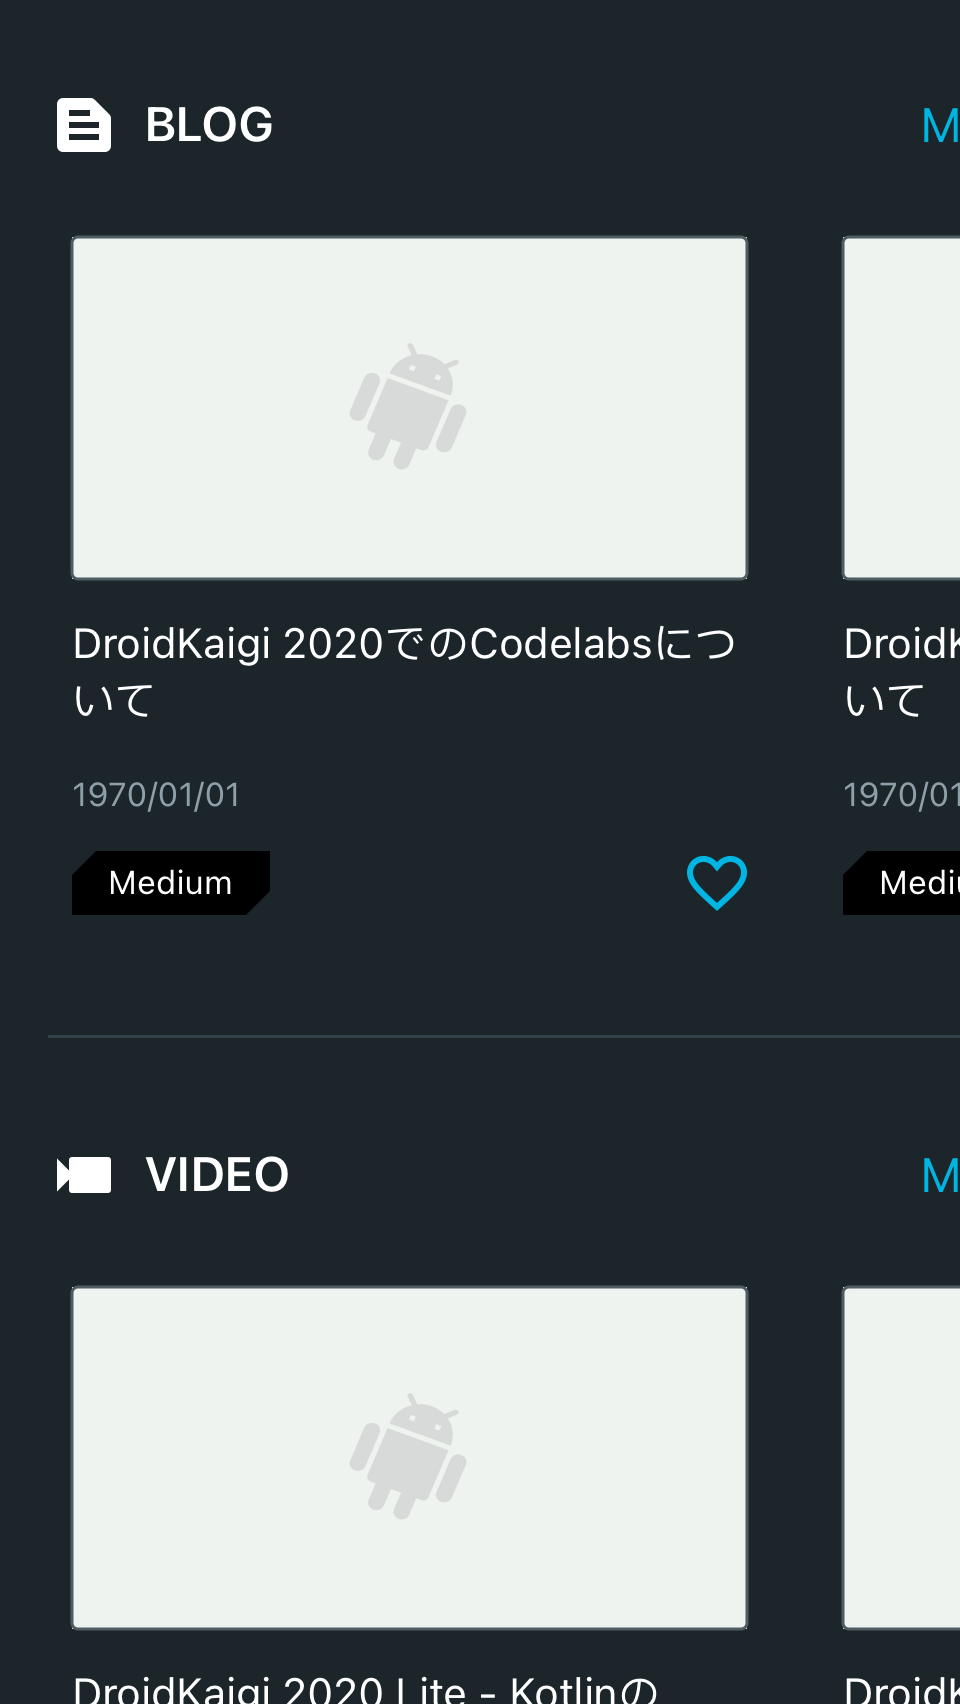 BLOG
M
DroidKaigi 2020でのCodelabsにつ
いて
DroidK
いて
1970/01/01
1970/01
Medium
Mediu
VIDEO
M
DroidKaigi 2020 Lite - Kotlinの
DroidK